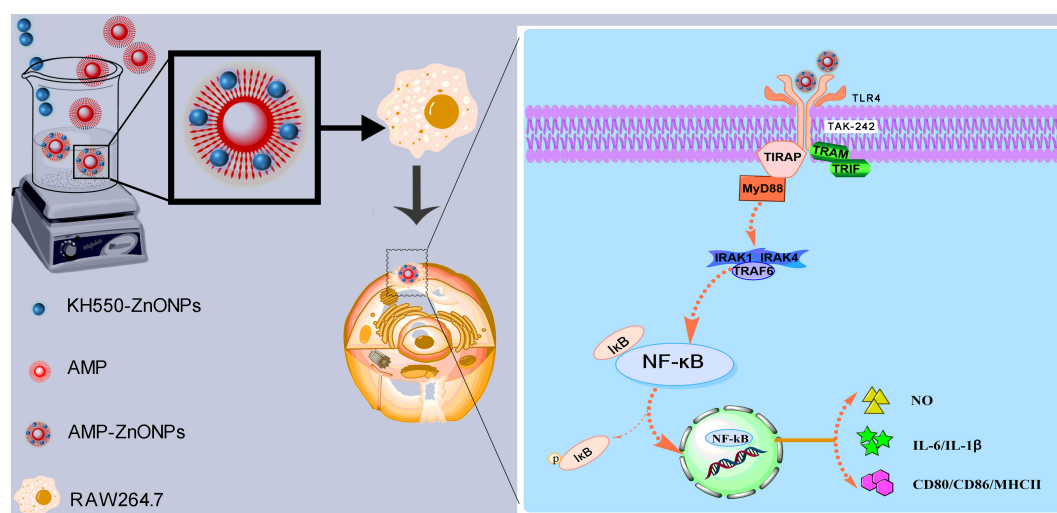 KH550-ZnONPs
AMP
AMP-ZnONPs
RAW264.7
TLR4
TAK-242
TIRAP
TRAM
TRIF
MyD88
IRAK1 IRAK4
TRAF6
IκB
NF-κB
P
IκB
NF-kB
NO
IL-6/IL-1β
CD80/CD86/MHCII